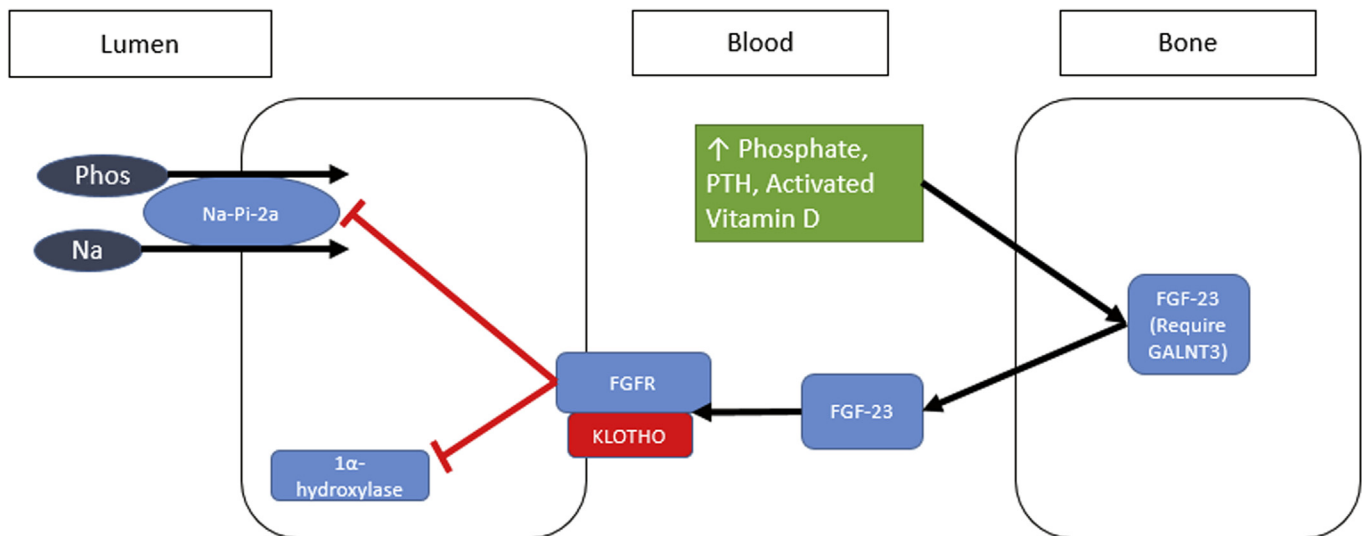 Lumen
Blood
Bone
Phos
Na-Pi-2a
Na
↑ Phosphate,
PTH, Activated
Vitamin D
FGF-23
(Require
GALNT3)
FGFR
FGF-23
KLOTHO
1α-
hydroxylase